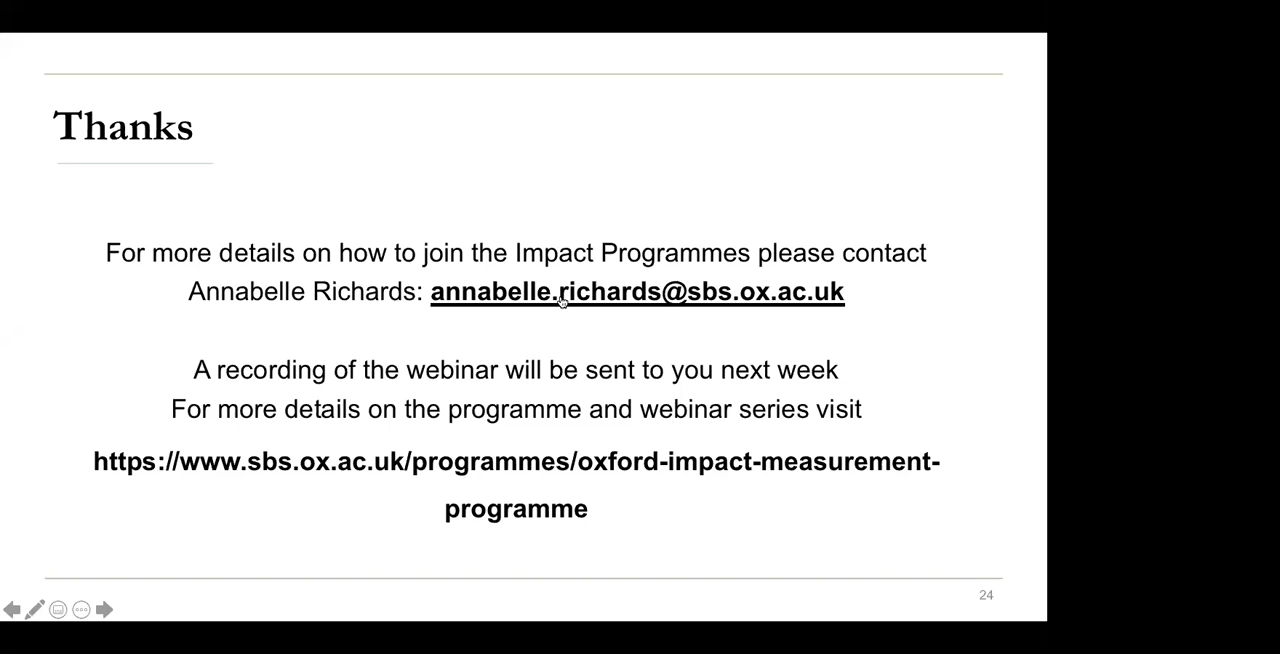 Thanks
For more details on how to join the Impact Programmes please contact
Annabelle Richards: annabelle.richards@sbs.ox.ac.uk
A recording of the webinar will be sent to you next week
For more details on the programme and webinar series visit
https://www.sbs.ox.ac.uk/programmes/oxford-impact-measurement-
programme
24